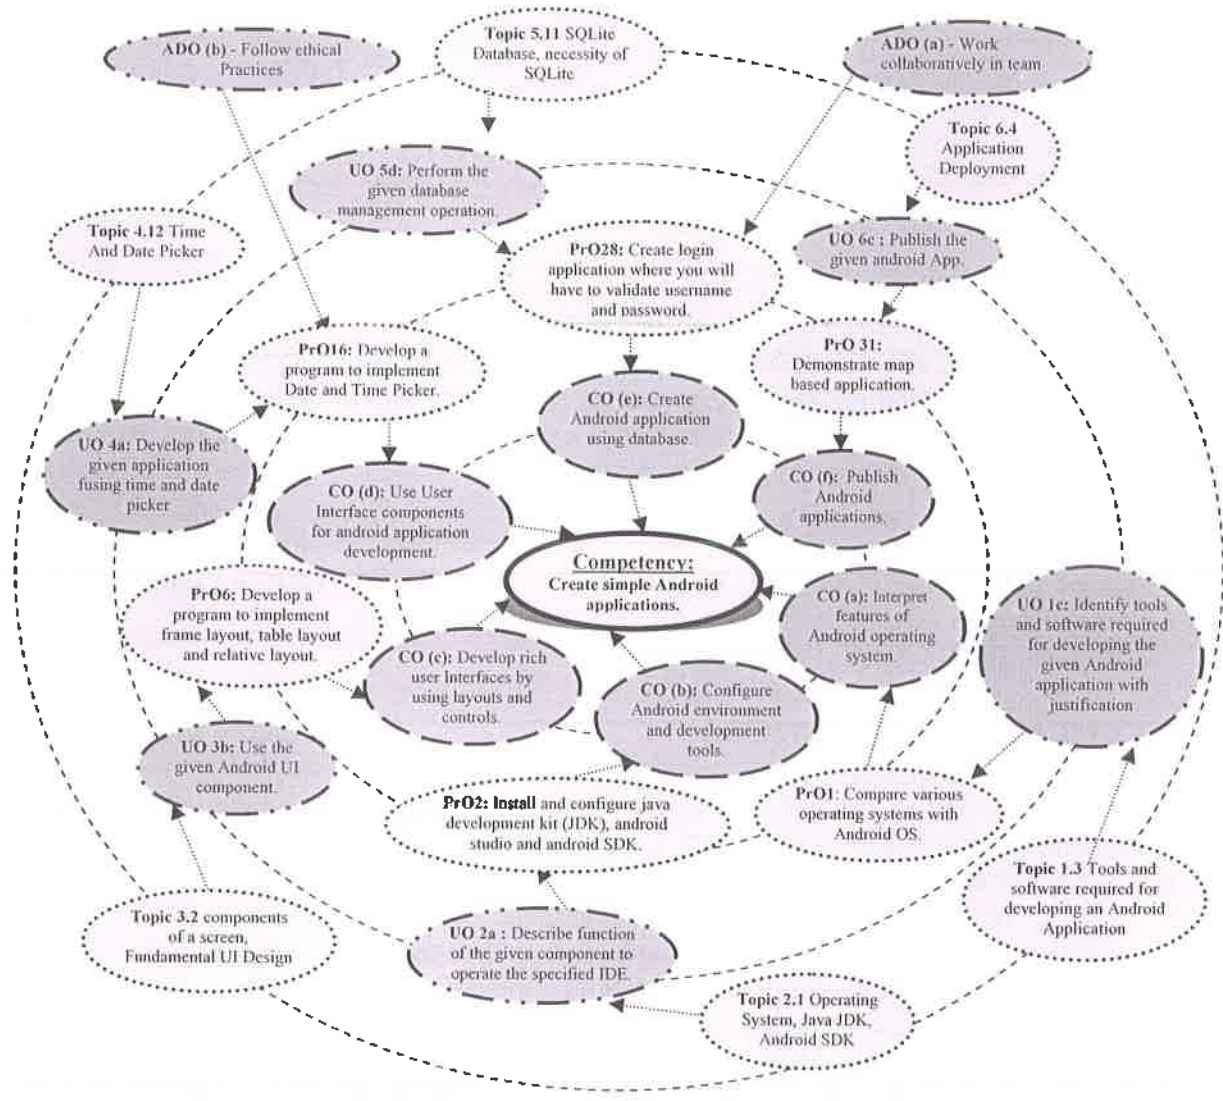 ADO (b) - Follow ethical
Practices
Topic 5.11 SQLite
Database, necessity of
SQLite
ADO (a) - Work
collaboratively in team.
Topic 6.4
Application
Deployment
UO 5d: Perform the
given database
management operation.
Topic 4.12 Time
And Date Picker
PrO28: Create login
application where you will
have to validate username
and password.
UO 6c : Publish the
given android App.
PrO16: Develop a
program to implement
Date and Time Picker.
PrO 31:
Demonstrate map
based application.
CO (e): Create
Android application
using database.
UO 4a: Develop the
given application
fusing time and date
picker
CO (d): Use User
Interface components
for android application
development.
CO (f): Publish
Android
applications.
Competency:
Create simple Android
applications.
PrO6: Develop a
program to implement
frame layout, table layout
and relative layout.
CO (a): Interpret
features of
Android operating
system.
UO 1c: Identify tools
and software required
for developing the
given Android
application with
justification
CO (c): Develop rich
user Interfaces by
using layouts and
controls.
CO (b): Configure
Android environment
and development
tools.
UO 3b: Use the
given Android UI
component.
PrO2: Install and configure java
development kit (JDK), android
studio and android SDK.
PrO1: Compare various
operating systems with
Android OS.
Topic 1.3 Tools and
software required for
developing an Android
Application
Topic 3.2 components
of a screen,
Fundamental UI Design
UO 2a : Describe function
of the given component to
operate the specified IDE.
Topic 2.1 Operating
System, Java JDK,
Android SDK